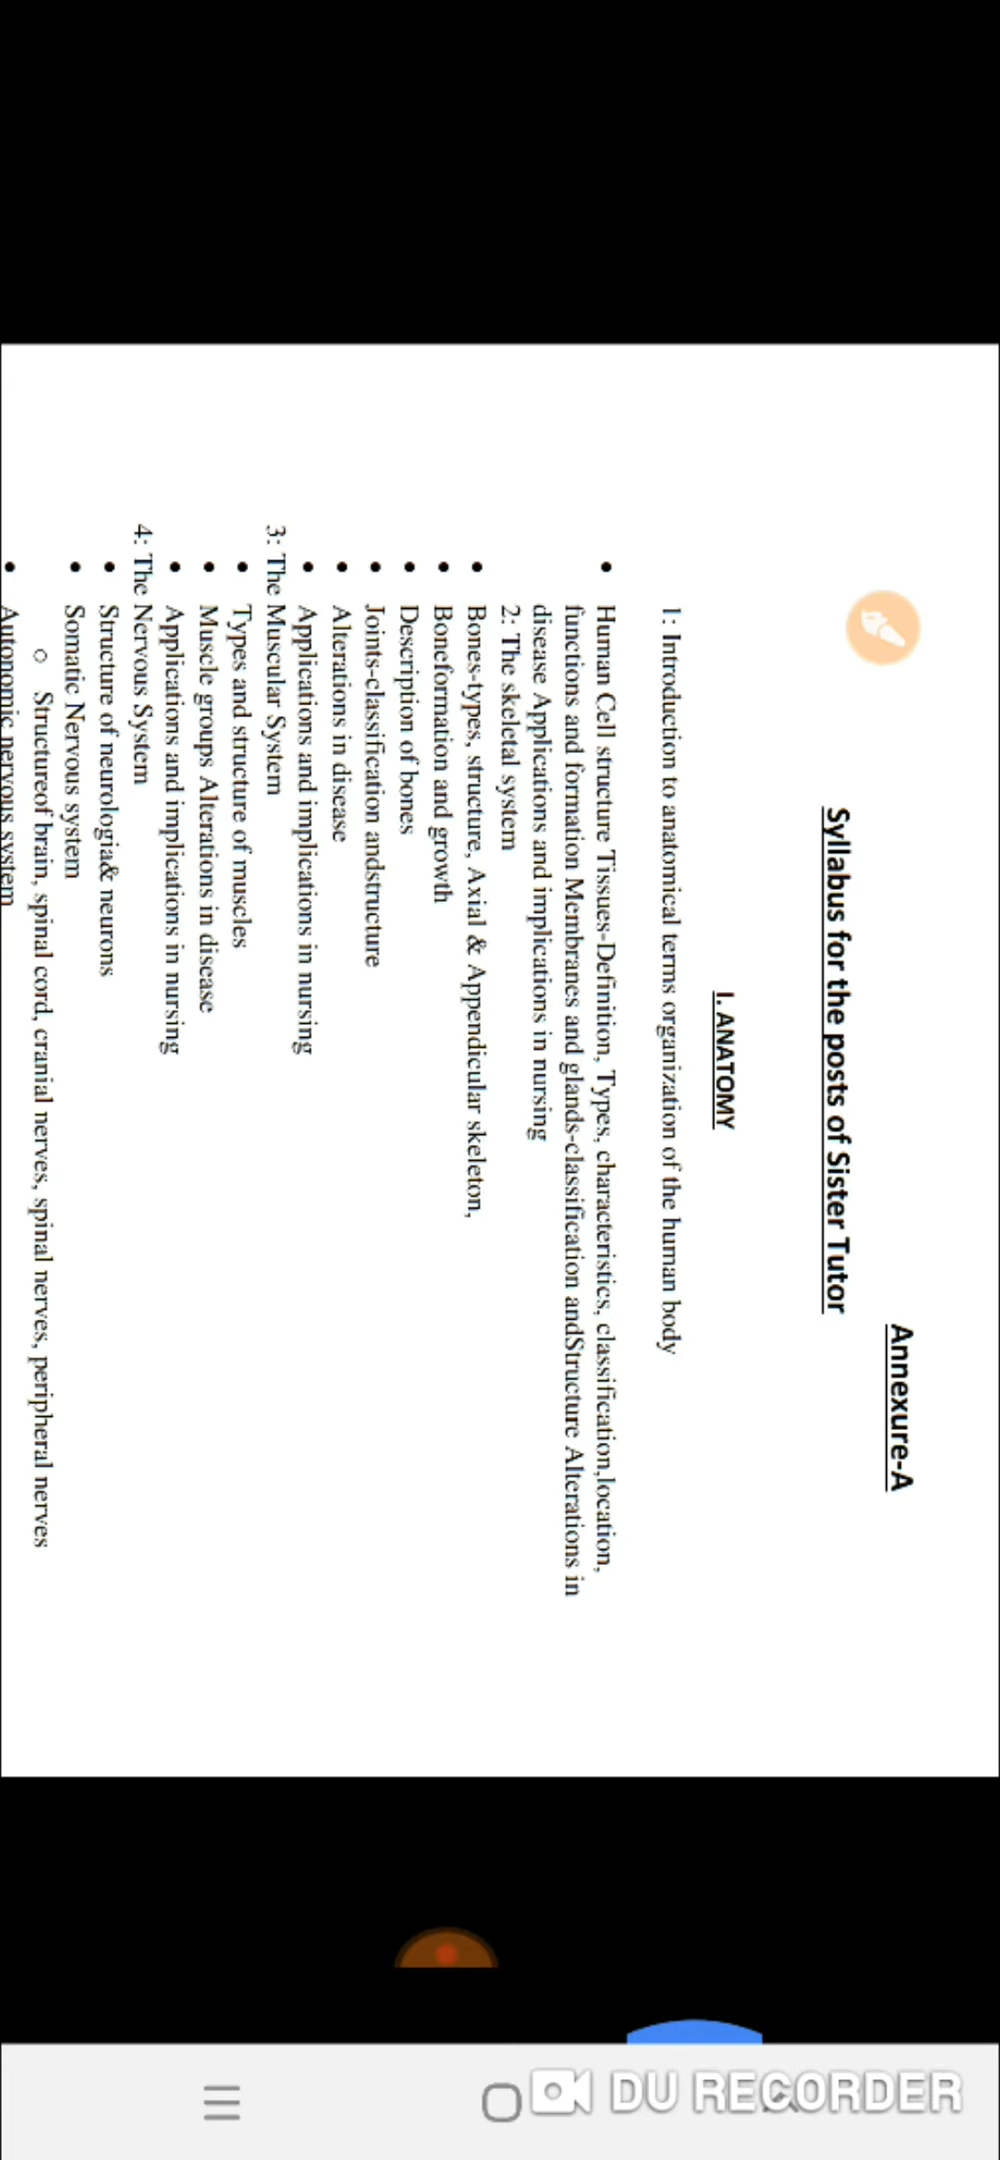 Annexure-A
Syllabus for the posts of Sister Tutor
I. ANATOMY
1: Introduction to anatomical terms organization of the human body
• Human Cell structure Tissues-Definition, Types, characteristics, classification,location,
functions and formation Membranes and glands-classification andStructure Alterations in
disease Applications and implications in nursing
2: The skeletal system
• Bones-types, structure, Axial & Appendicular skeleton,
• Boneformation and growth
• Description of bones
• Joints-classification andstructure
• Alterations in disease
• Applications and implications in nursing
3: The Muscular System
• Types and structure of muscles
• Muscle groups Alterations in disease
• Applications and implications in nursing
4: The Nervous System
• Structure of neurologia& neurons
• Somatic Nervous system
○ Structureof brain, spinal cord, cranial nerves, spinal nerves, peripheral nerves
• Autonomic nervous system
DU RECORDER